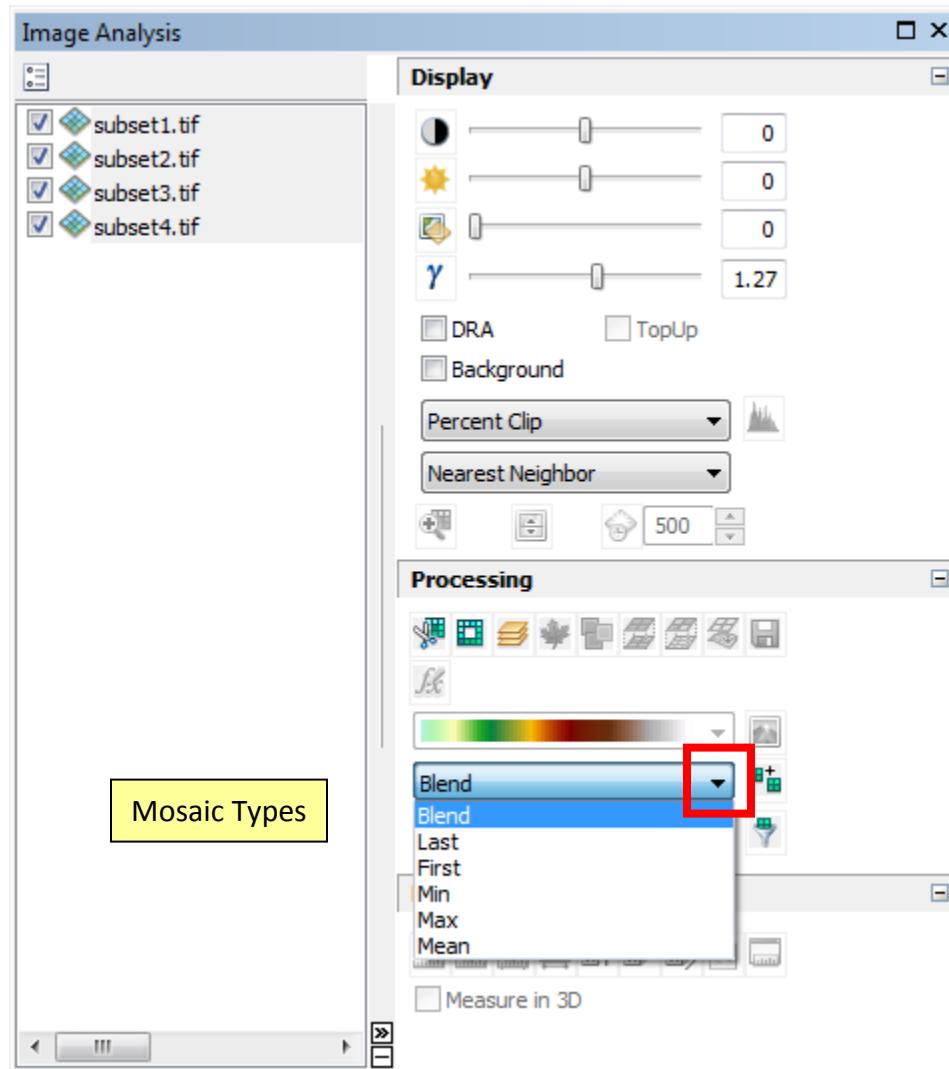 Image Analysis
subset1.tif
subset2.tif
subset3.tif
subset4.tif
Display
0
0
0
γ 1.27
DRA TopUp
Background
Percent Clip
Nearest Neighbor
500
Processing
fx
Blend
Blend
Last
First
Min
Max
Mean
Measure in 3D
Mosaic Types